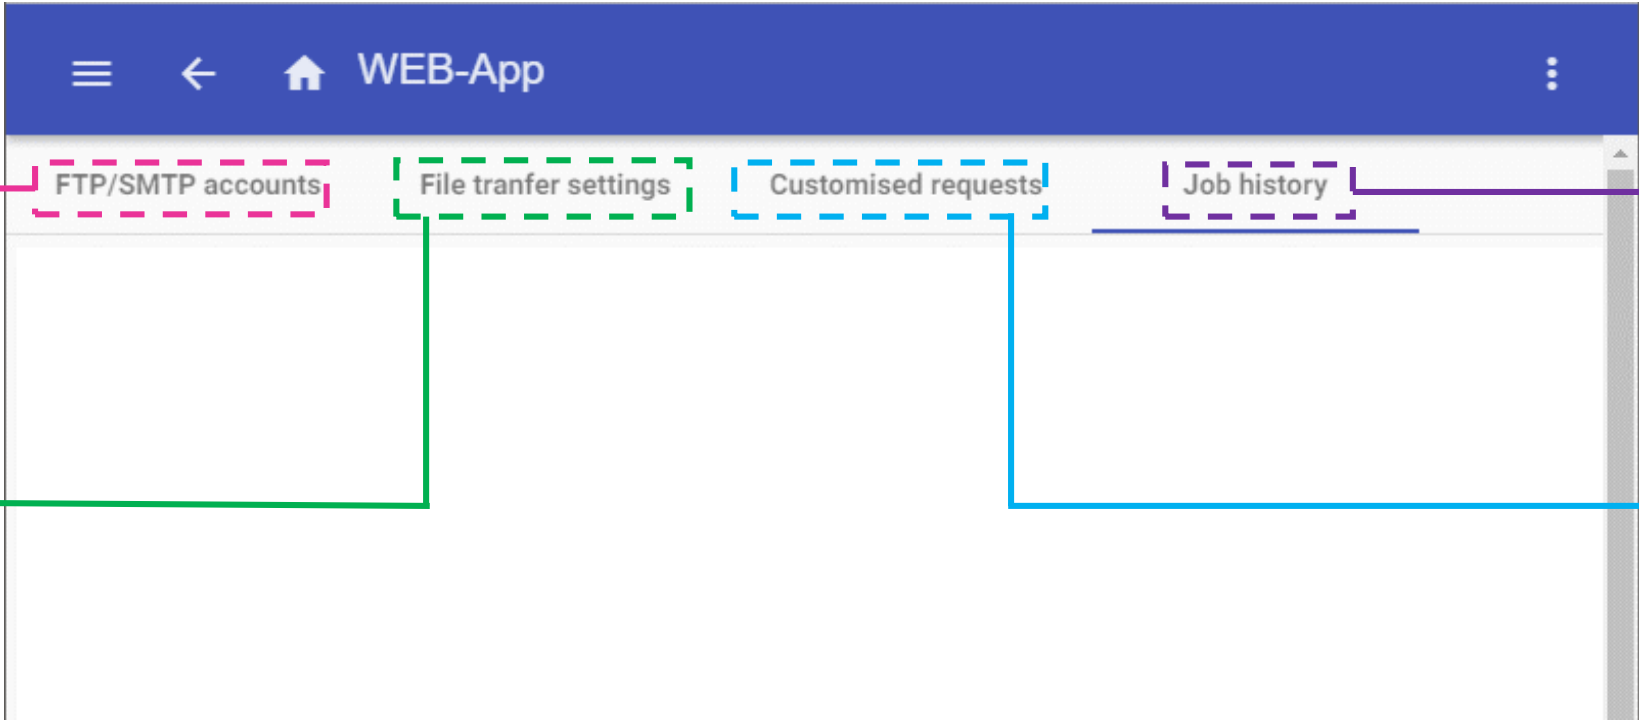 WEB-App
FTP/SMTP accounts File tranfer settings Customised requests Job history